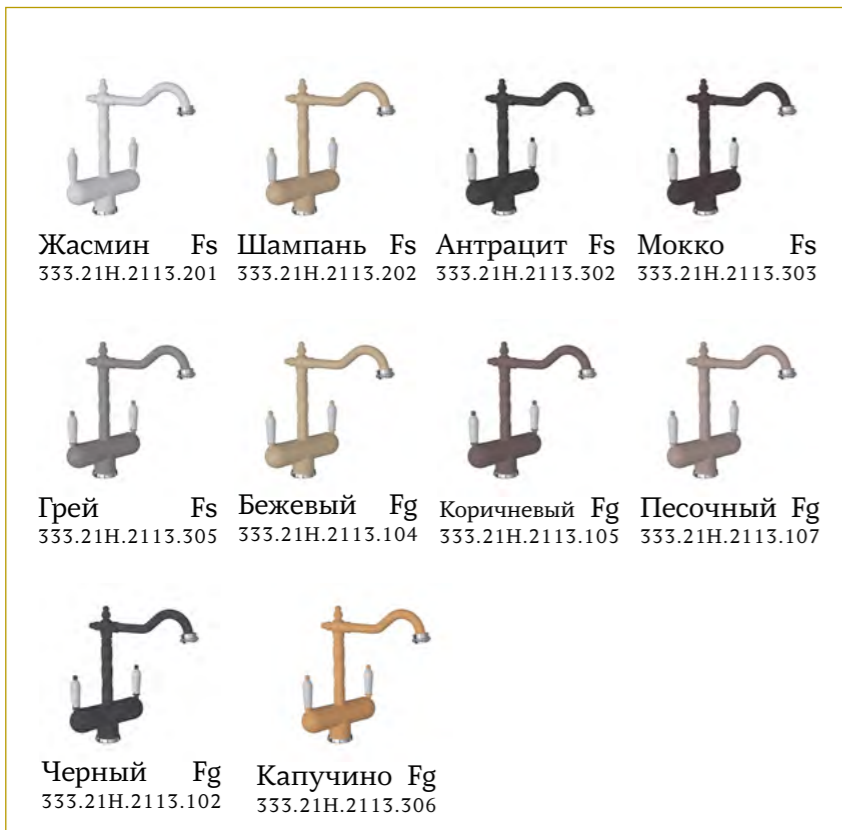 Жасмин Fs
333.21H.2113.201
Шампань Fs
333.21H.2113.202
Антрацит Fs
333.21H.2113.302
Мокко Fs
333.21H.2113.303
Грей Fs
333.21H.2113.305
Бежевый Fg
333.21H.2113.104
Коричневый Fg
333.21H.2113.105
Песочный Fg
333.21H.2113.107
Черный Fg
333.21H.2113.102
Капучино Fg
333.21H.2113.306